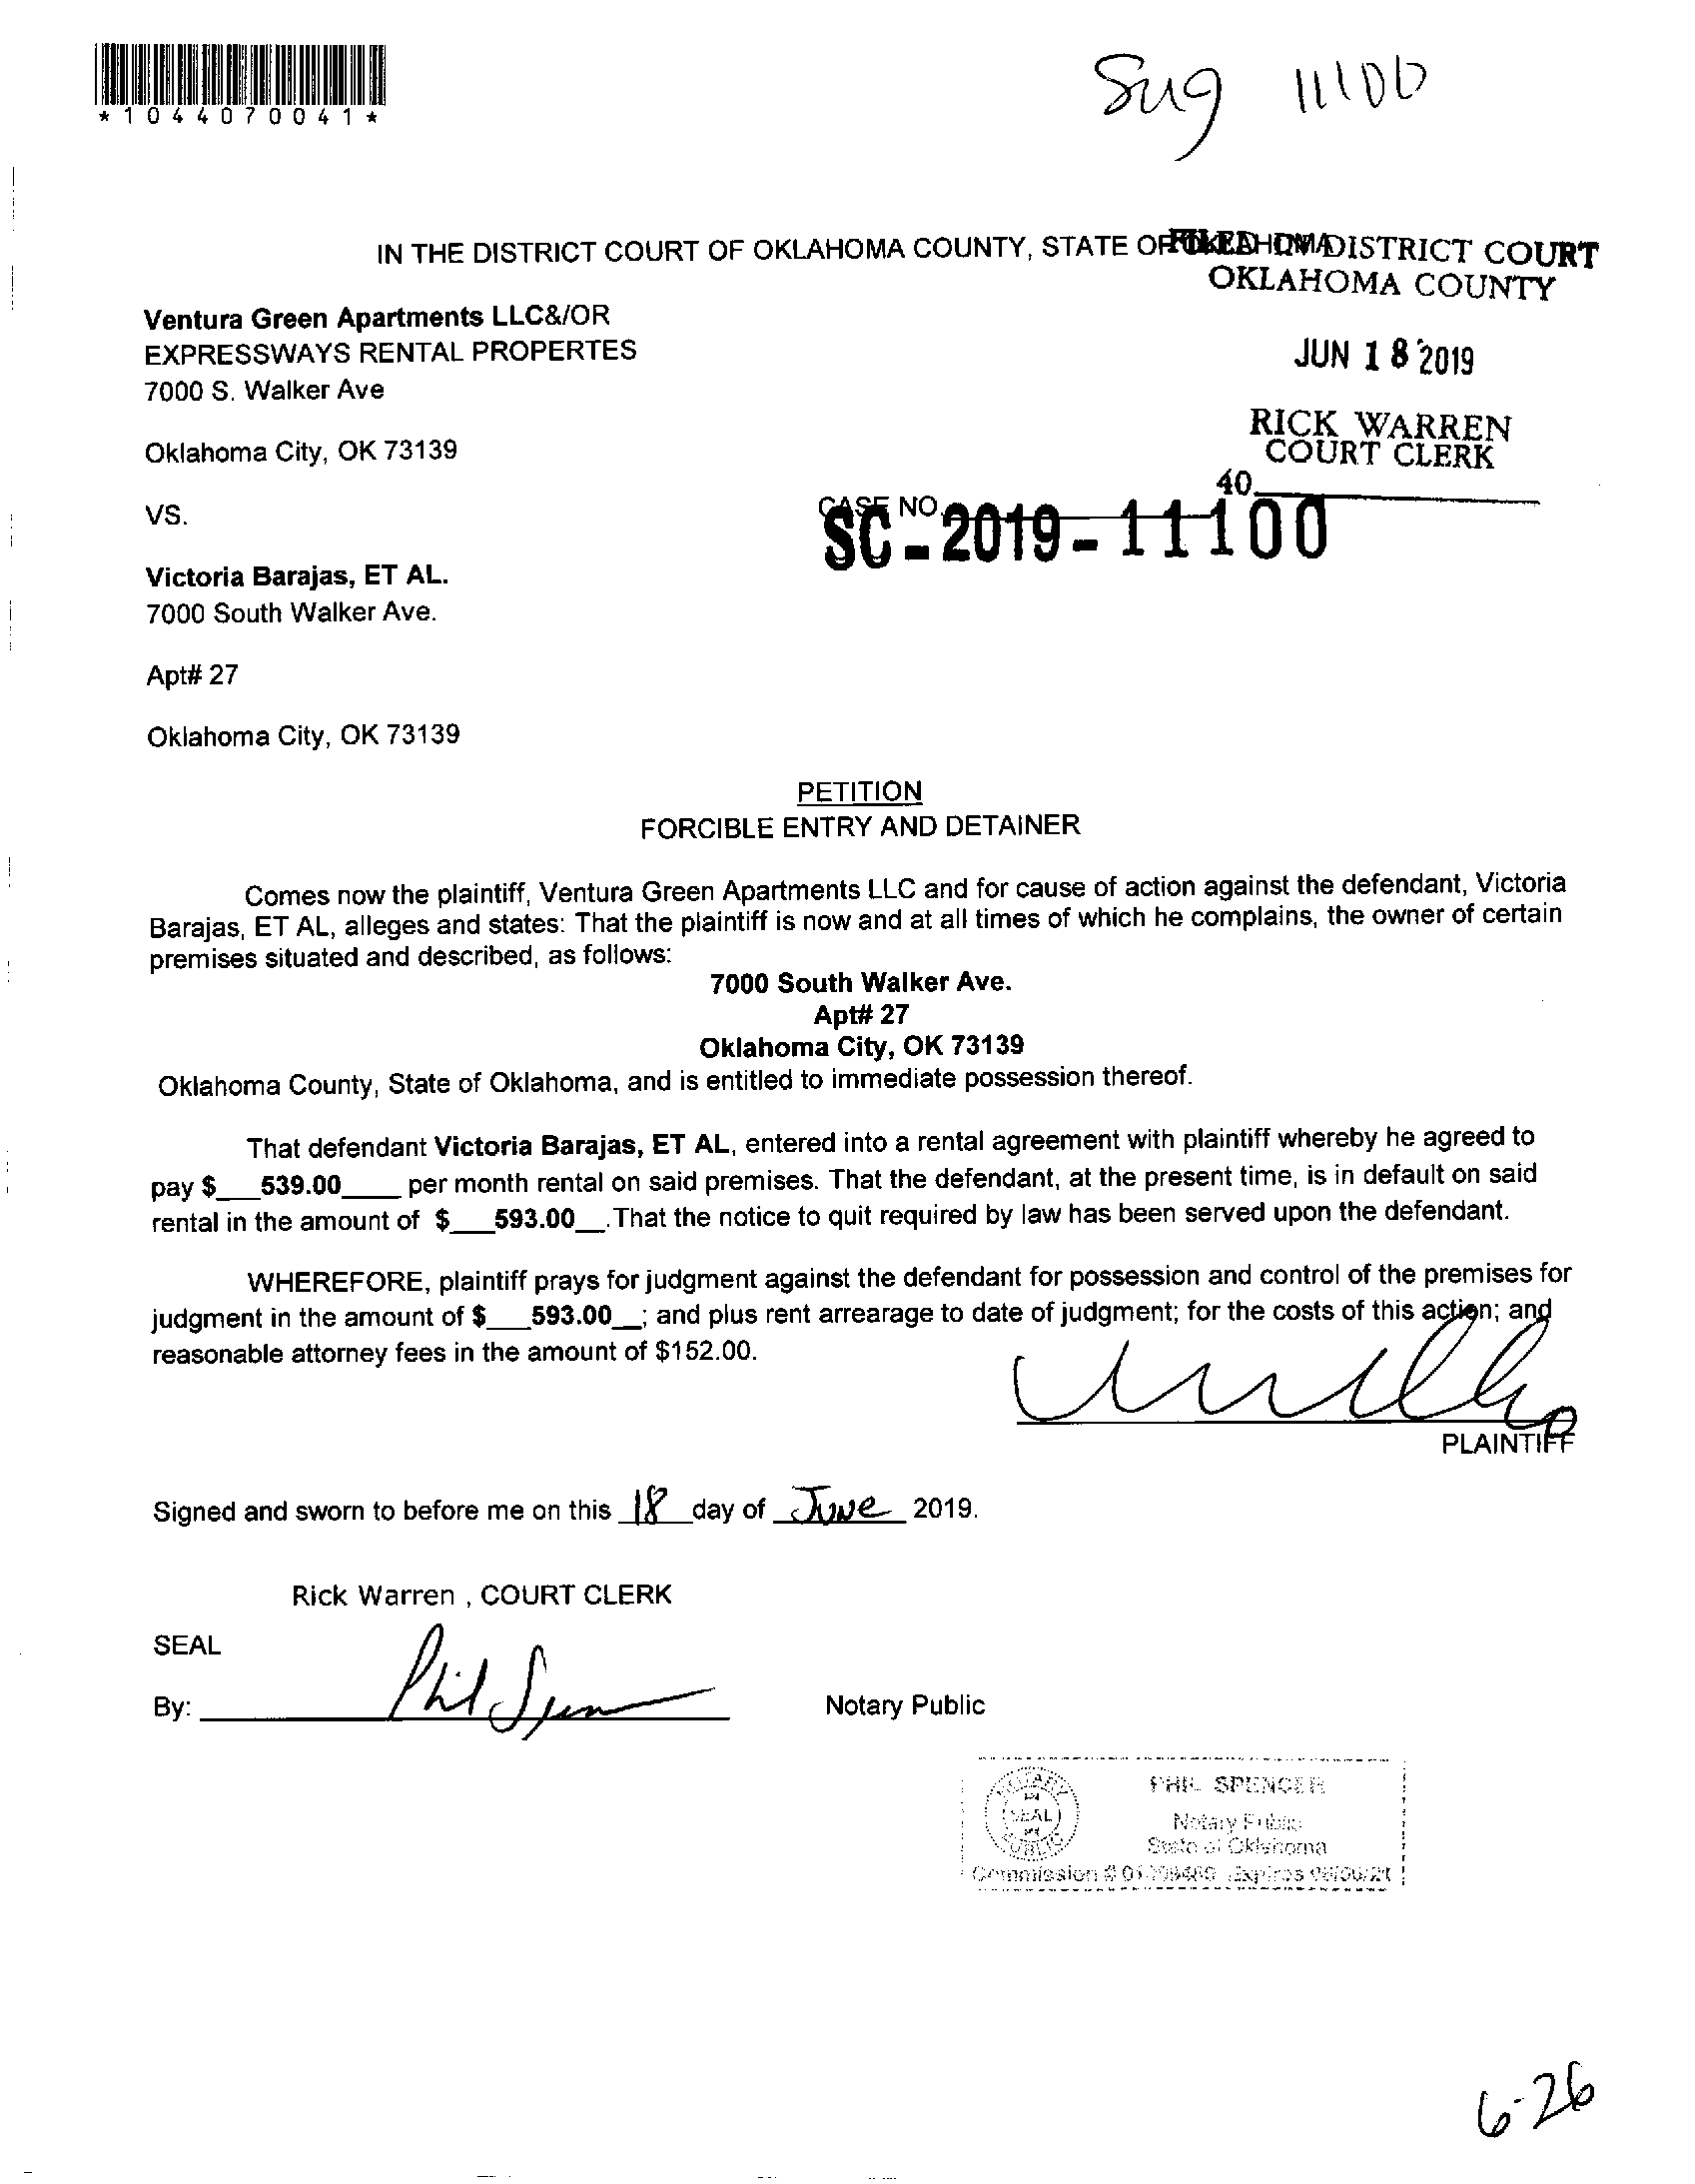 *1044070041*
Sug 11100
IN THE DISTRICT COURT OF OKLAHOMA COUNTY, STATE OF OKLAHOMA
FILED IN DISTRICT COURT
OKLAHOMA COUNTY
Ventura Green Apartments LLC&/OR
EXPRESSWAYS RENTAL PROPERTES
7000 S. Walker Ave
JUN 18 2019
RICK WARREN
COURT CLERK
Oklahoma City, OK 73139
40
VS.
CASE NO.
SC-2019-11100
Victoria Barajas, ET AL.
7000 South Walker Ave.
Apt# 27
Oklahoma City, OK 73139
PETITION
FORCIBLE ENTRY AND DETAINER
Comes now the plaintiff, Ventura Green Apartments LLC and for cause of action against the defendant, Victoria
Barajas, ET AL, alleges and states: That the plaintiff is now and at all times of which he complains, the owner of certain
premises situated and described, as follows:
7000 South Walker Ave.
Apt# 27
Oklahoma City, OK 73139
Oklahoma County, State of Oklahoma, and is entitled to immediate possession thereof.
That defendant Victoria Barajas, ET AL, entered into a rental agreement with plaintiff whereby he agreed to
pay $___539.00____ per month rental on said premises. That the defendant, at the present time, is in default on said
rental in the amount of $___593.00__.That the notice to quit required by law has been served upon the defendant.
WHEREFORE, plaintiff prays for judgment against the defendant for possession and control of the premises for
judgment in the amount of $___593.00__; and plus rent arrearage to date of judgment; for the costs of this action; and
reasonable attorney fees in the amount of $152.00.
PLAINTIFF
Signed and sworn to before me on this 18 day of June 2019.
Rick Warren , COURT CLERK
SEAL
By: Phil Spencer
Notary Public
NOTARY
SEAL
PUBLIC
PHIL SPENCER
Notary Public
State of Oklahoma
Commission # Expires
6-26